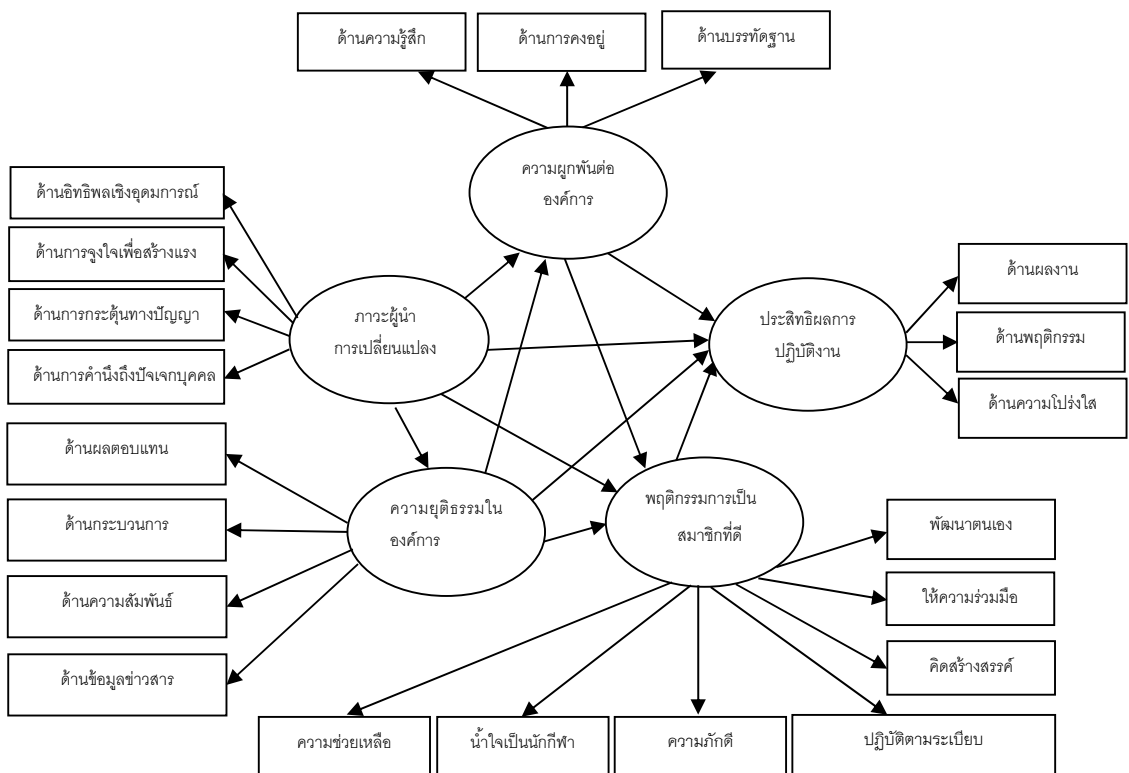 ด้านความรู้สึก
ด้านการคงอยู่
ด้านบรรทัดฐาน
ความผูกพันต่อ
องค์การ
ด้านอิทธิพลเชิงอุดมการณ์
ด้านการจูงใจเพื่อสร้างแรง
ด้านการกระตุ้นทางปัญญา
ด้านการคำนึงถึงปัจเจกบุคคล
ภาวะผู้นำ
การเปลี่ยนแปลง
ประสิทธิผลการ
ปฏิบัติงาน
ด้านผลงาน
ด้านพฤติกรรม
ด้านความโปร่งใส
ด้านผลตอบแทน
ด้านกระบวนการ
ด้านความสัมพันธ์
ด้านข้อมูลข่าวสาร
ความยุติธรรมใน
องค์การ
พฤติกรรมการเป็น
สมาชิกที่ดี
พัฒนาตนเอง
ให้ความร่วมมือ
คิดสร้างสรรค์
ความช่วยเหลือ
น้ำใจเป็นนักกีฬา
ความภักดี
ปฏิบัติตามระเบียบ